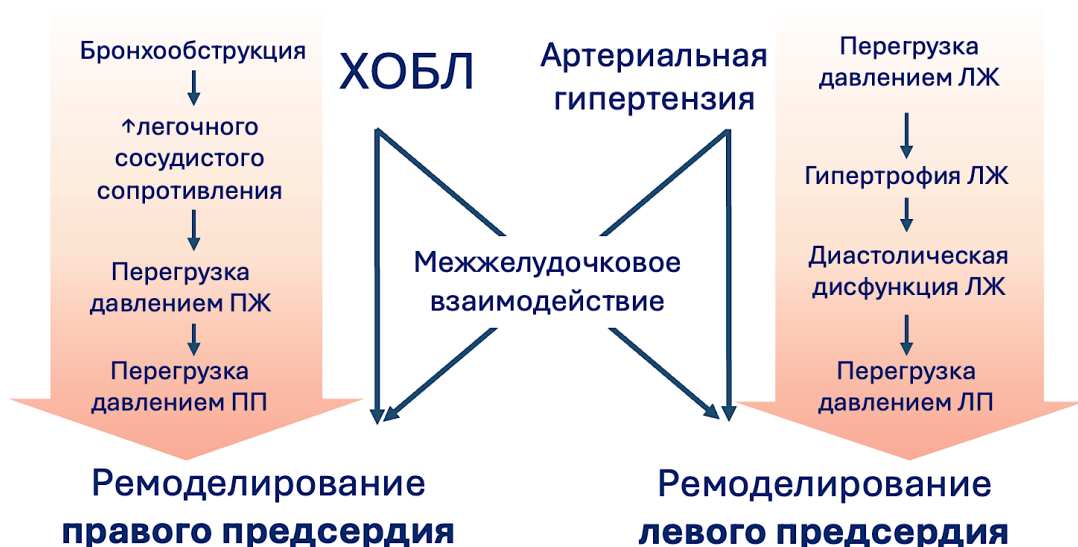 Бронхообструкция
↑легочного
сосудистого
сопротивления
Перегрузка
давлением ПЖ
Перегрузка
давлением ПП
ХОБЛ
Артериальная
гипертензия
Межжелудочковое
взаимодействие
Перегрузка
давлением ЛЖ
Гипертрофия ЛЖ
Диастолическая
дисфункция ЛЖ
Перегрузка
давлением ЛП
Ремоделирование
правого предсердия
Ремоделирование
левого предсердия